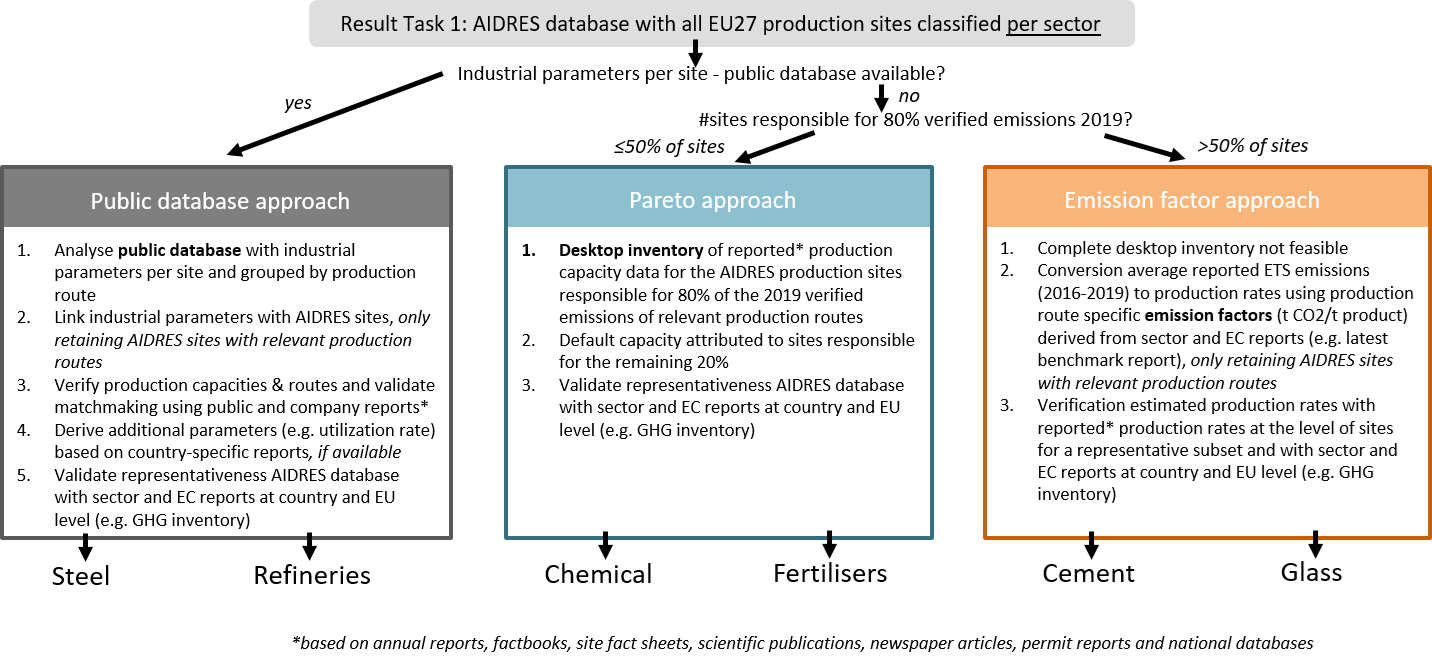 Result Task 1: AIDRES database with all EU27 production sites classified per sector
Industrial parameters per site - public database available?
yes
no
#sites responsible for 80% verified emissions 2019?
≤50% of sites
>50% of sites
Public database approach
1. Analyse public database with industrial
parameters per site and grouped by production
route
2. Link industrial parameters with AIDRES sites, only
retaining AIDRES sites with relevant production
routes
3. Verify production capacities & routes and validate
matchmaking using public and company reports*
4. Derive additional parameters (e.g. utilization rate)
based on country-specific reports, if available
5. Validate representativeness AIDRES database
with sector and EC reports at country and EU
level (e.g. GHG inventory)
Pareto approach
1. Desktop inventory of reported* production
capacity data for the AIDRES production sites
responsible for 80% of the 2019 verified
emissions of relevant production routes
2. Default capacity attributed to sites responsible
for the remaining 20%
3. Validate representativeness AIDRES database
with sector and EC reports at country and EU
level (e.g. GHG inventory)
Emission factor approach
1. Complete desktop inventory not feasible
2. Conversion average reported ETS emissions
(2016-2019) to production rates using production
route specific emission factors (t CO2/t product)
derived from sector and EC reports (e.g. latest
benchmark report), only retaining AIDRES sites
with relevant production routes
3. Verification estimated production rates with
reported* production rates at the level of sites
for a representative subset and with sector and
EC reports at country and EU level (e.g. GHG
inventory)
Steel
Refineries
Chemical
Fertilisers
Cement
Glass
*based on annual reports, factbooks, site fact sheets, scientific publications, newspaper articles, permit reports and national databases